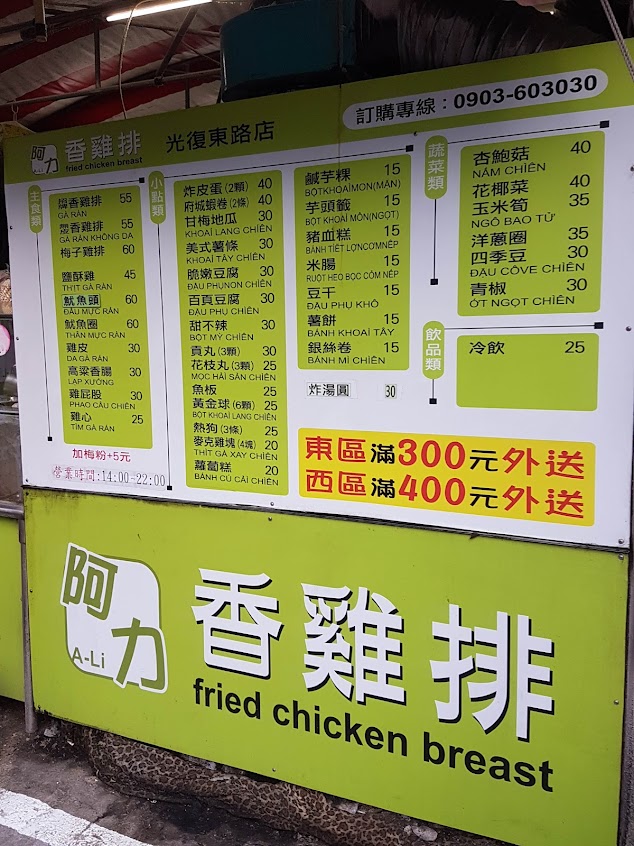 訂購專線:0903-603030
阿力
A-Li
香雞排
fried chicken breast
光復東路店
主食類
醬香雞排 55
GÀ RÁN
香雞排 55
GÀ RÁN KHÔNG DA
梅子雞排 60
鹽酥雞 45
THỊT GÀ RÁN
魷魚頭 60
ĐẦU MỰC RÁN
魷魚圈 60
THÂN MỰC RÁN
雞皮 30
DA GÀ RÁN
高粱香腸 30
LẠP XƯỞNG
雞屁股 30
PHAO CÂU CHIÊN
雞心 25
TIM GÀ RÁN
加梅粉+5元
營業時間:14:00-22:00
小點類
炸皮蛋(2顆) 40
府城蝦卷(2條) 40
甘梅地瓜 30
KHOAI LANG CHIÊN
美式薯條 30
KHOAI TÂY CHIÊN
脆嫩豆腐 30
ĐẬU PHỤNON CHIÊN
百頁豆腐 30
ĐẬU PHỤ CHIÊN
甜不辣 30
BỘT MỲ CHIÊN
貢丸(3顆) 30
花枝丸(3顆) 25
MỌC HẢI SẢN CHIÊN
魚板 25
黃金球(6顆) 25
BỘT KHOAI LANG CHIÊN
熱狗(3條) 25
麥克雞塊(4塊) 20
THỊT GÀ XAY CHIÊN
蘿蔔糕 20
BÁNH CỦ CẢI CHIÊN
鹹芋粿 15
BỘT KHOAI MÔN(MẶN)
芋頭籤 15
BỘT KHOAI MÔN(NGỌT)
豬血糕 15
BÁNH TIẾT LỢN CƠM NẾP
米腸 15
RUỘT HEO BỌC CƠM NẾP
豆干 15
ĐẬU PHỤ KHÔ
薯餅 15
BÁNH KHOAI TÂY
銀絲卷 15
BÁNH MÌ CHIÊN
炸湯圓 30
蔬菜類
杏鮑菇 40
NẤM CHIÊN
花椰菜 40
玉米筍 35
NGÔ BAO TỬ
洋蔥圈 35
四季豆 30
ĐẬU CÔVE CHIÊN
青椒 30
ỚT NGỌT CHIÊN
飲品類
冷飲 25
東區滿300元外送
西區滿400元外送
阿力
A-Li
香雞排
fried chicken breast